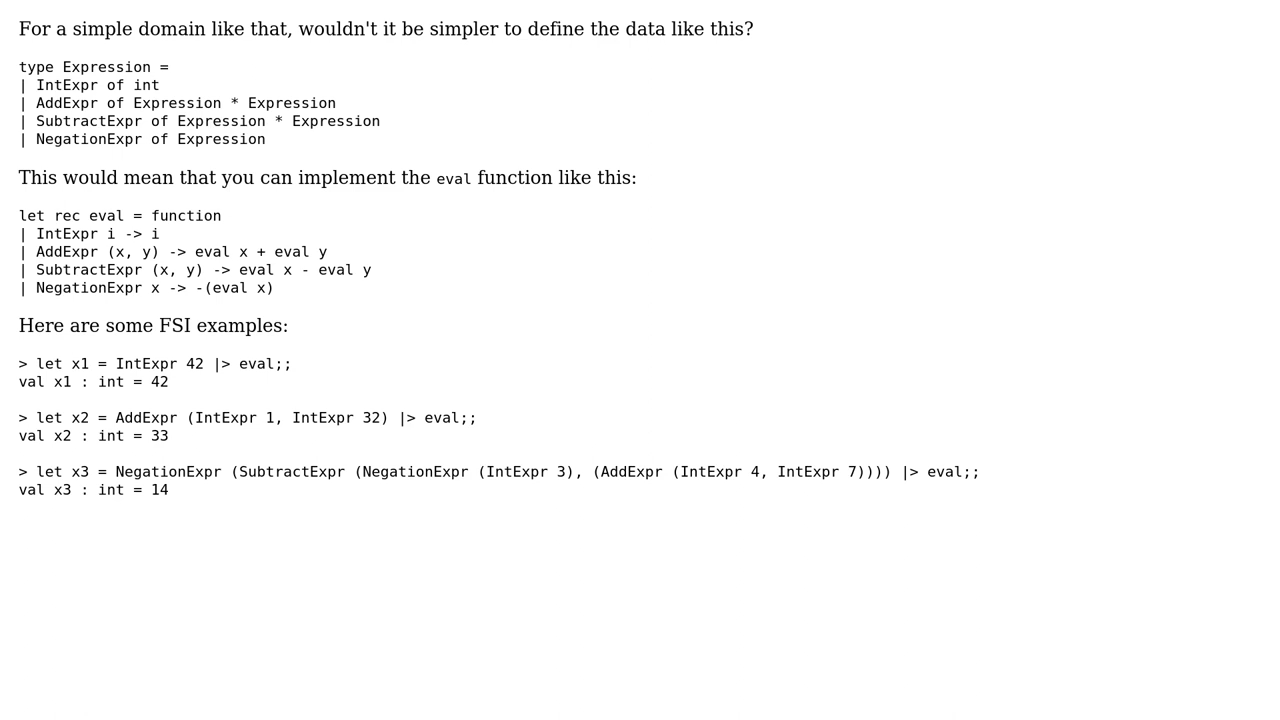 For a simple domain like that, wouldn't it be simpler to define the data like this?
type Expression =
| IntExpr of int
| AddExpr of Expression * Expression
| SubtractExpr of Expression * Expression
| NegationExpr of Expression
This would mean that you can implement the eval function like this:
let rec eval = function
| IntExpr i -> i
| AddExpr (x, y) -> eval x + eval y
| SubtractExpr (x, y) -> eval x - eval y
| NegationExpr x -> -(eval x)
Here are some FSI examples:
> let x1 = IntExpr 42 |> eval;;
val x1 : int = 42
> let x2 = AddExpr (IntExpr 1, IntExpr 32) |> eval;;
val x2 : int = 33
> let x3 = NegationExpr (SubtractExpr (NegationExpr (IntExpr 3), (AddExpr (IntExpr 4, IntExpr 7)))) |> eval;;
val x3 : int = 14